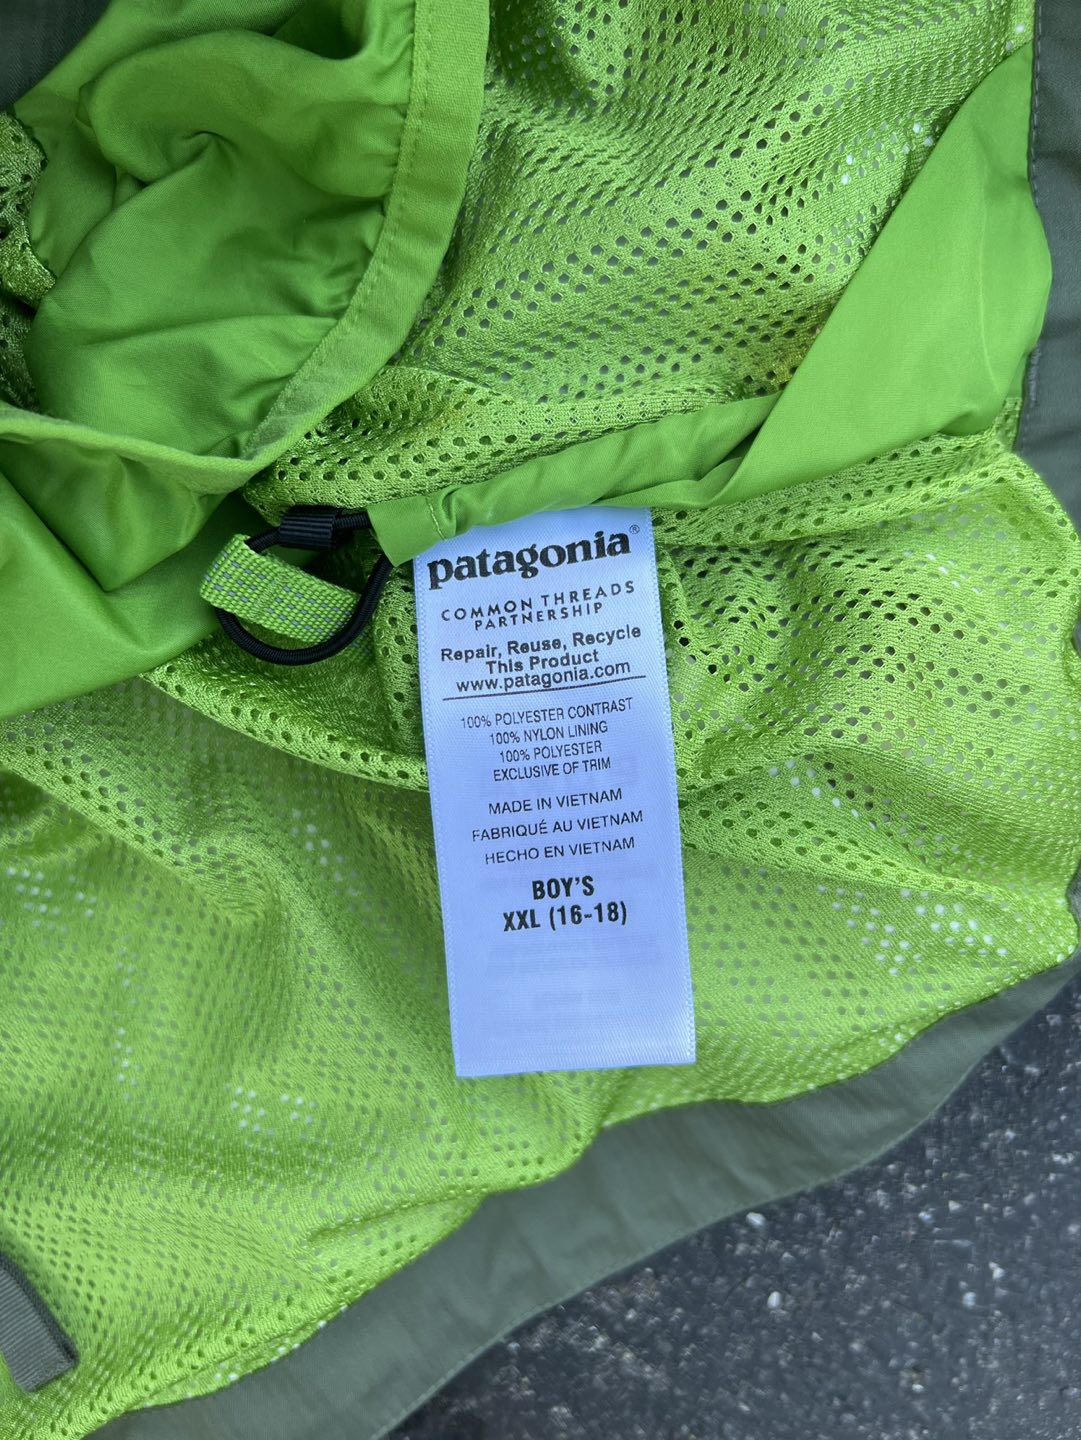 patagonia®
COMMON THREADS
PARTNERSHIP
Repair, Reuse, Recycle
This Product
www.patagonia.com
100% POLYESTER CONTRAST
100% NYLON LINING
100% POLYESTER
EXCLUSIVE OF TRIM
MADE IN VIETNAM
FABRIQUÉ AU VIETNAM
HECHO EN VIETNAM
BOY'S
XXL (16-18)